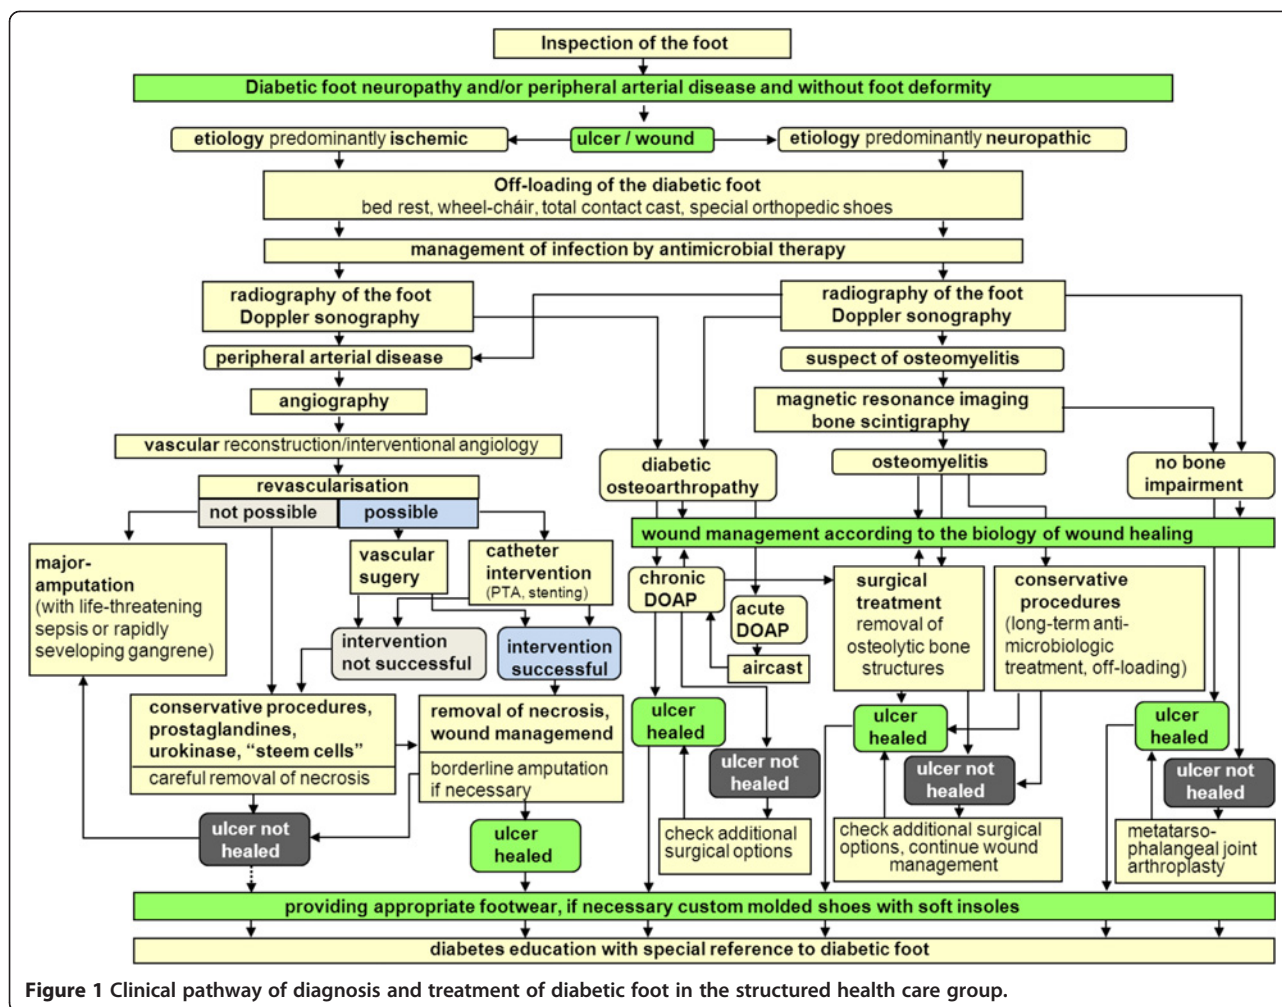 Inspection of the foot
Diabetic foot neuropathy and/or peripheral arterial disease and without foot deformity
etiology predominantly ischemic
ulcer / wound
etiology predominantly neuropathic
Off-loading of the diabetic foot
bed rest, wheel-cháir, total contact cast, special orthopedic shoes
management of infection by antimicrobial therapy
radiography of the foot
Doppler sonography
radiography of the foot
Doppler sonography
peripheral arterial disease
suspect of osteomyelitis
angiography
magnetic resonance imaging
bone scintigraphy
vascular reconstruction/interventional angiology
diabetic
osteoarthropathy
osteomyelitis
no bone
impairment
revascularisation
not possible
possible
wound management according to the biology of wound healing
major-
amputation
(with life-threatening
sepsis or rapidly
seveloping gangrene)
vascular
sugery
catheter
intervention
(PTA, stenting)
chronic
DOAP
acute
DOAP
aircast
surgical
treatment
removal of
osteolytic bone
structures
conservative
procedures
(long-term anti-
microbiologic
treatment, off-loading)
intervention
not successful
intervention
successful
conservative procedures,
prostaglandines,
urokinase, “steem cells”
careful removal of necrosis
removal of necrosis,
wound managemend
borderline amputation
if necessary
ulcer
healed
ulcer not
healed
ulcer
healed
ulcer not
healed
ulcer
healed
ulcer not
healed
ulcer not
healed
ulcer
healed
check additional
surgical options
check additional surgical
options, continue wound
management
metatarso-
phalangeal joint
arthroplasty
providing appropriate footwear, if necessary custom molded shoes with soft insoles
diabetes education with special reference to diabetic foot
Figure 1 Clinical pathway of diagnosis and treatment of diabetic foot in the structured health care group.